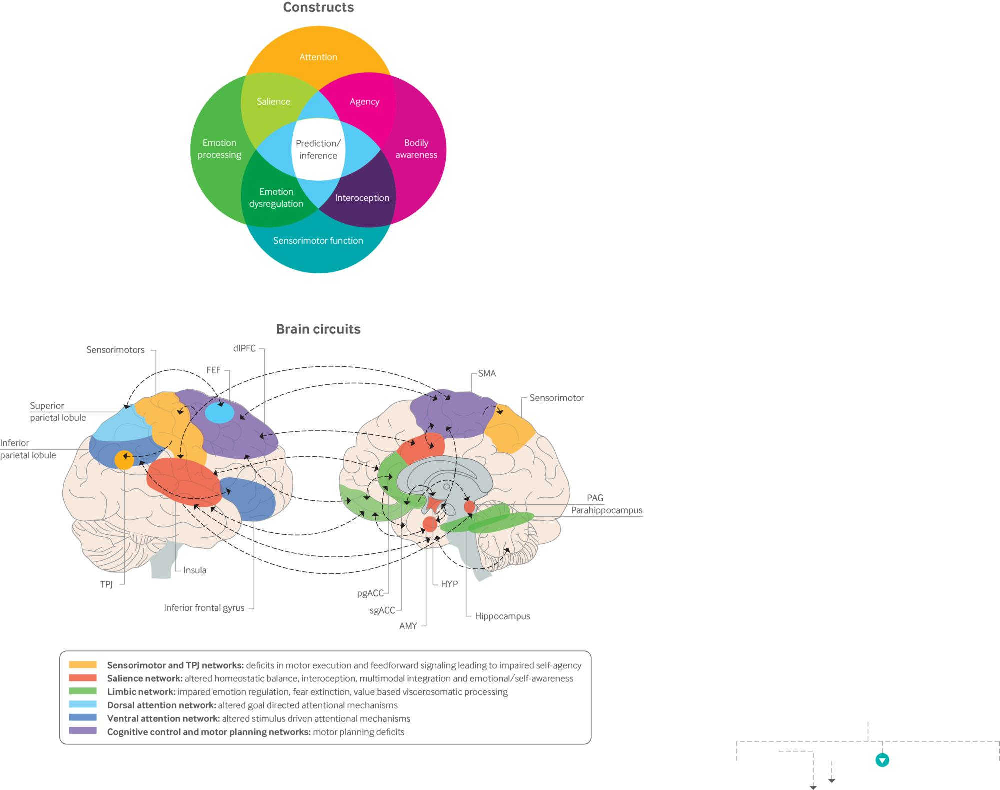 Constructs
Attention
Salience
Agency
Emotion
processing
Prediction/
inference
Bodily
awareness
Emotion
dysregulation
Interoception
Sensorimotor function
Brain circuits
Sensorimotors
dlPFC
FEF
SMA
Superior
parietal lobule
Sensorimotor
Inferior
parietal lobule
PAG
Parahippocampus
Insula
TPJ
HYP
pgACC
Inferior frontal gyrus
sgACC
Hippocampus
AMY
Sensorimotor and TPJ networks: deficits in motor execution and feedforward signaling leading to impaired self-agency
Salience network: altered homeostatic balance, interoception, multimodal integration and emotional/self-awareness
Limbic network: impared emotion regulation, fear extinction, value based viscerosomatic processing
Dorsal attention network: altered goal directed attentional mechanisms
Ventral attention network: altered stimulus driven attentional mechanisms
Cognitive control and motor planning networks: motor planning deficits